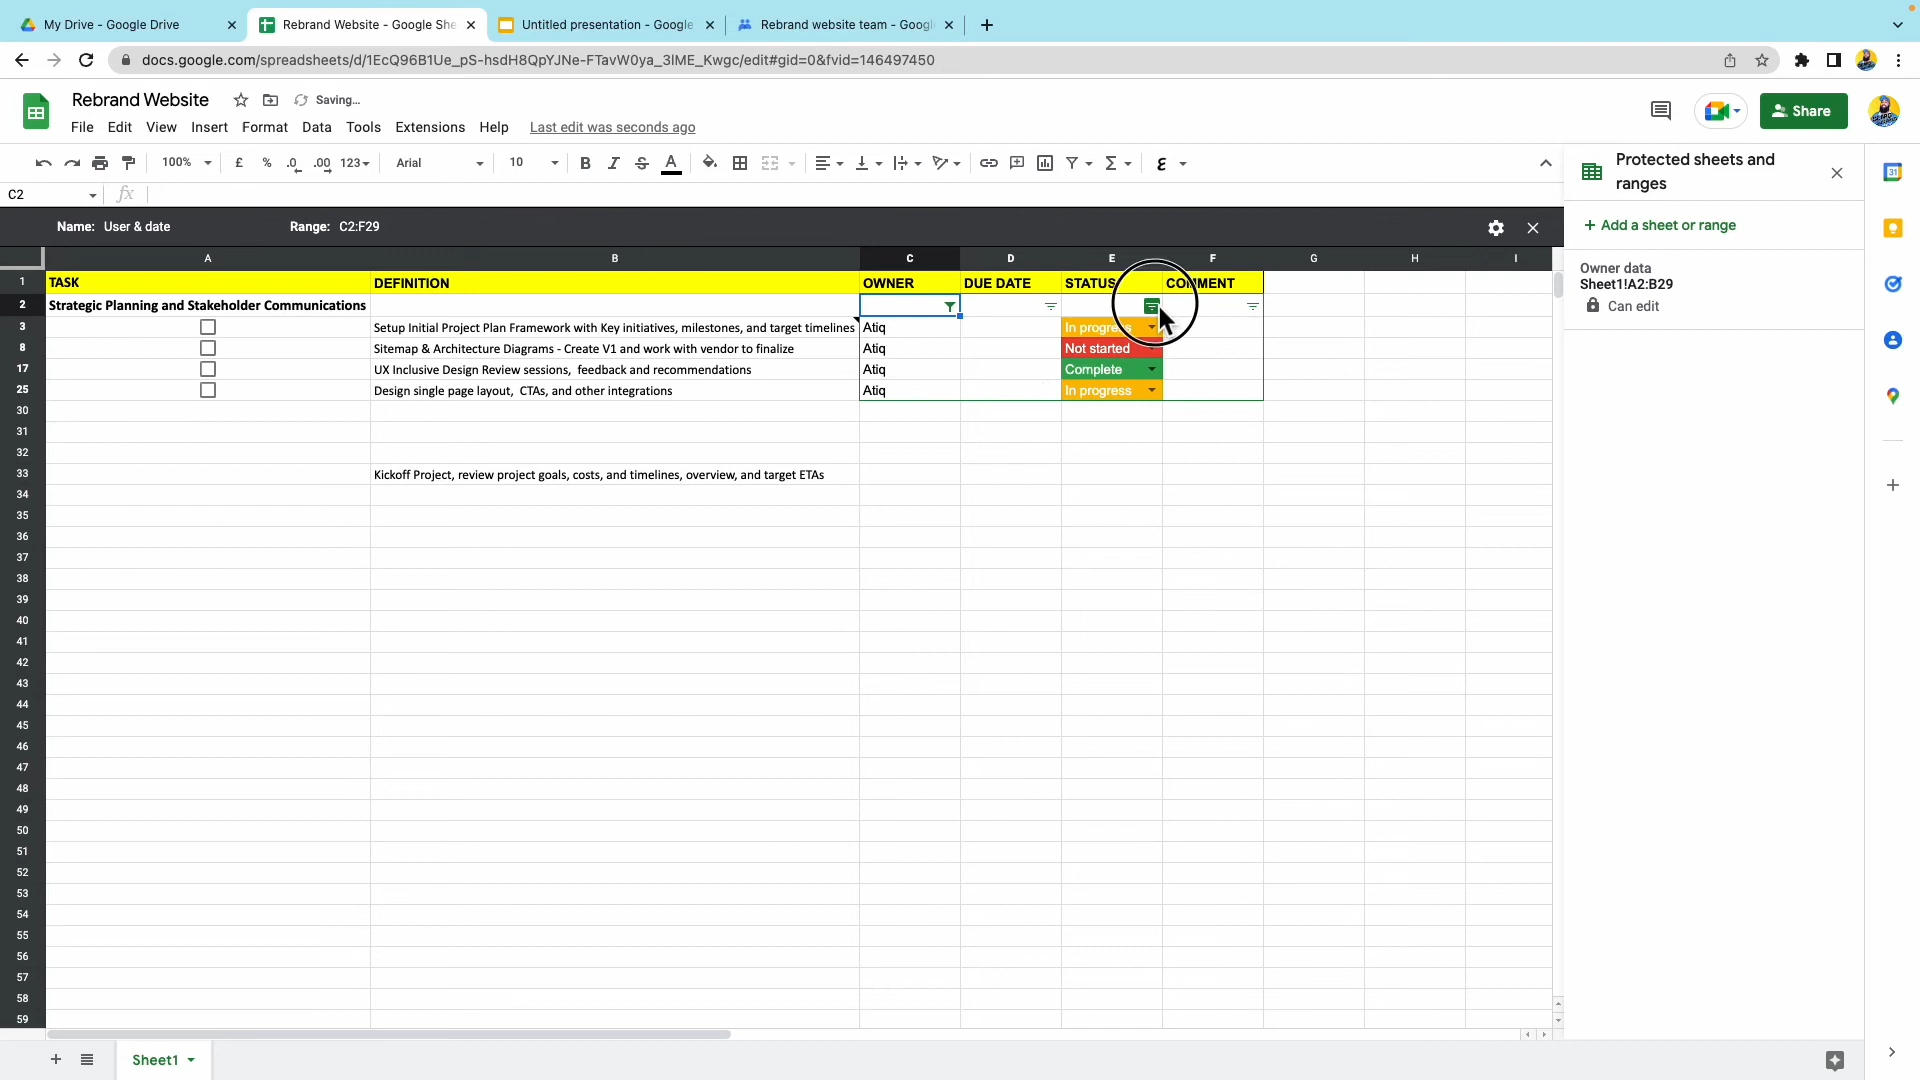 My Drive - Google Drive
Rebrand Website - Google She
Untitled presentation - Google
Rebrand website team - Googl
docs.google.com/spreadsheets/d/1EcQ96B1Ue_pS-hsdH8QpYJNe-FTavW0ya_3lME_Kwgc/edit#gid=0&fvid=146497450
Rebrand Website
Saving…
File Edit View Insert Format Data Tools Extensions Help Last edit was seconds ago
Share
100% £ % .0 .00 123 Arial 10 B I S A
C2 fx
Name: User & date Range: C2:F29
A B C D E F G H I
1 TASK DEFINITION OWNER DUE DATE STATUS COMMENT
2 Strategic Planning and Stakeholder Communications
3 Setup Initial Project Plan Framework with Key initiatives, milestones, and target timelines Atiq In progress
8 Sitemap & Architecture Diagrams - Create V1 and work with vendor to finalize Atiq Not started
17 UX Inclusive Design Review sessions, feedback and recommendations Atiq Complete
25 Design single page layout, CTAs, and other integrations Atiq In progress
30
31
32
33 Kickoff Project, review project goals, costs, and timelines, overview, and target ETAs
34
35
36
37
38
39
40
41
42
43
44
45
46
47
48
49
50
51
52
53
54
55
56
57
58
59
Sheet1
Protected sheets and
ranges
+ Add a sheet or range
Owner data
Sheet1!A2:B29
Can edit
31